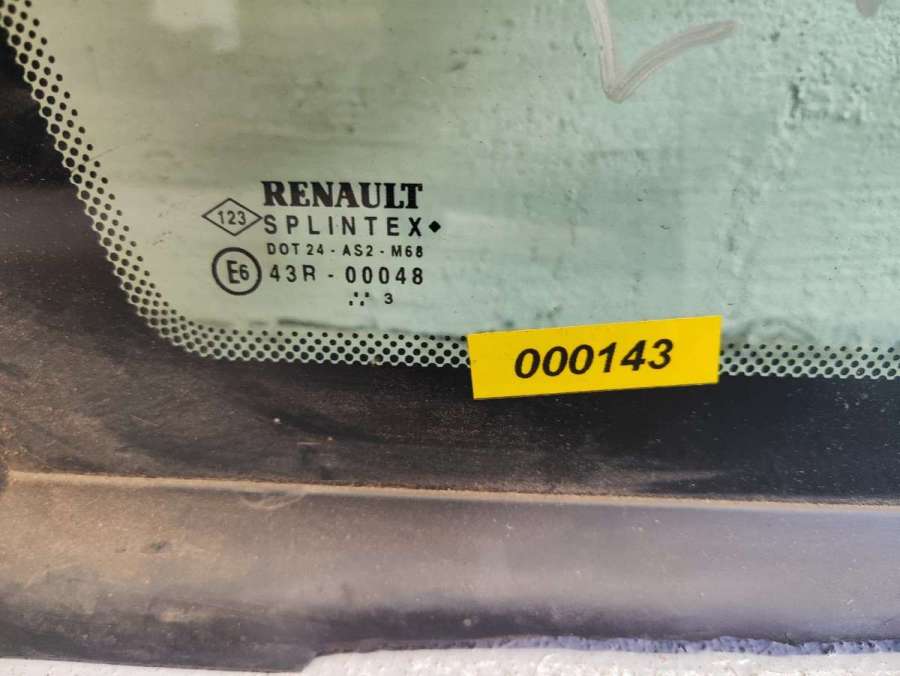 RENAULT
123 SPLINTEX
DOT 24 - AS2 - M68
E6 43R - 00048
3
000143